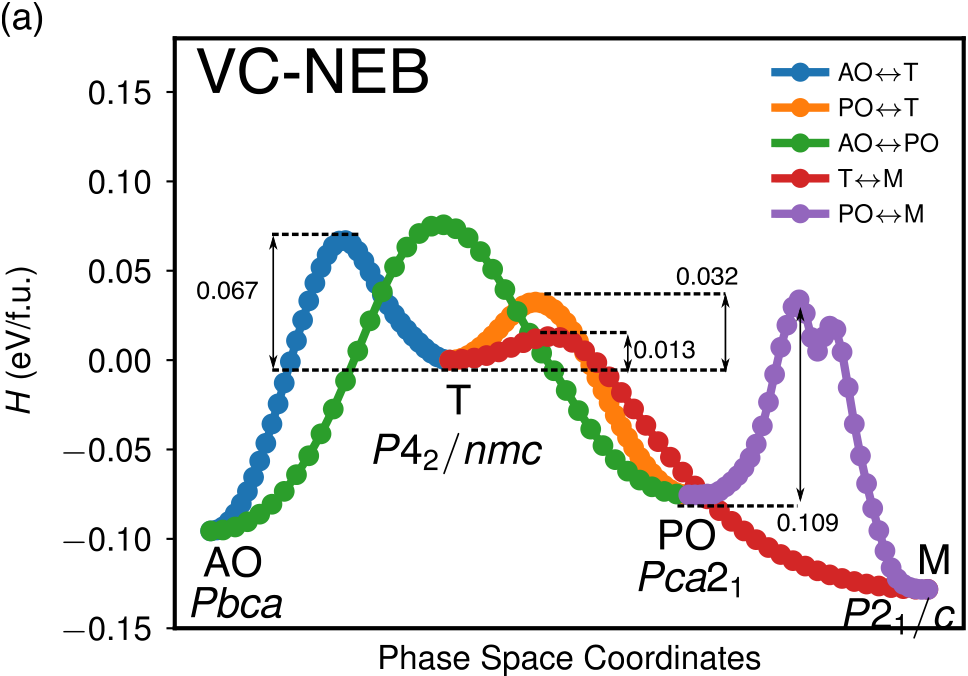 (a)
VC-NEB
AO↔T
PO↔T
AO↔PO
T↔M
PO↔M
0.15
0.10
0.05
0.00
−0.05
−0.10
−0.15
H (eV/f.u.)
0.067
0.032
0.013
0.109
T
P4₂/nmc
AO
Pbca
PO
Pca2₁
M
P2₁/c
Phase Space Coordinates